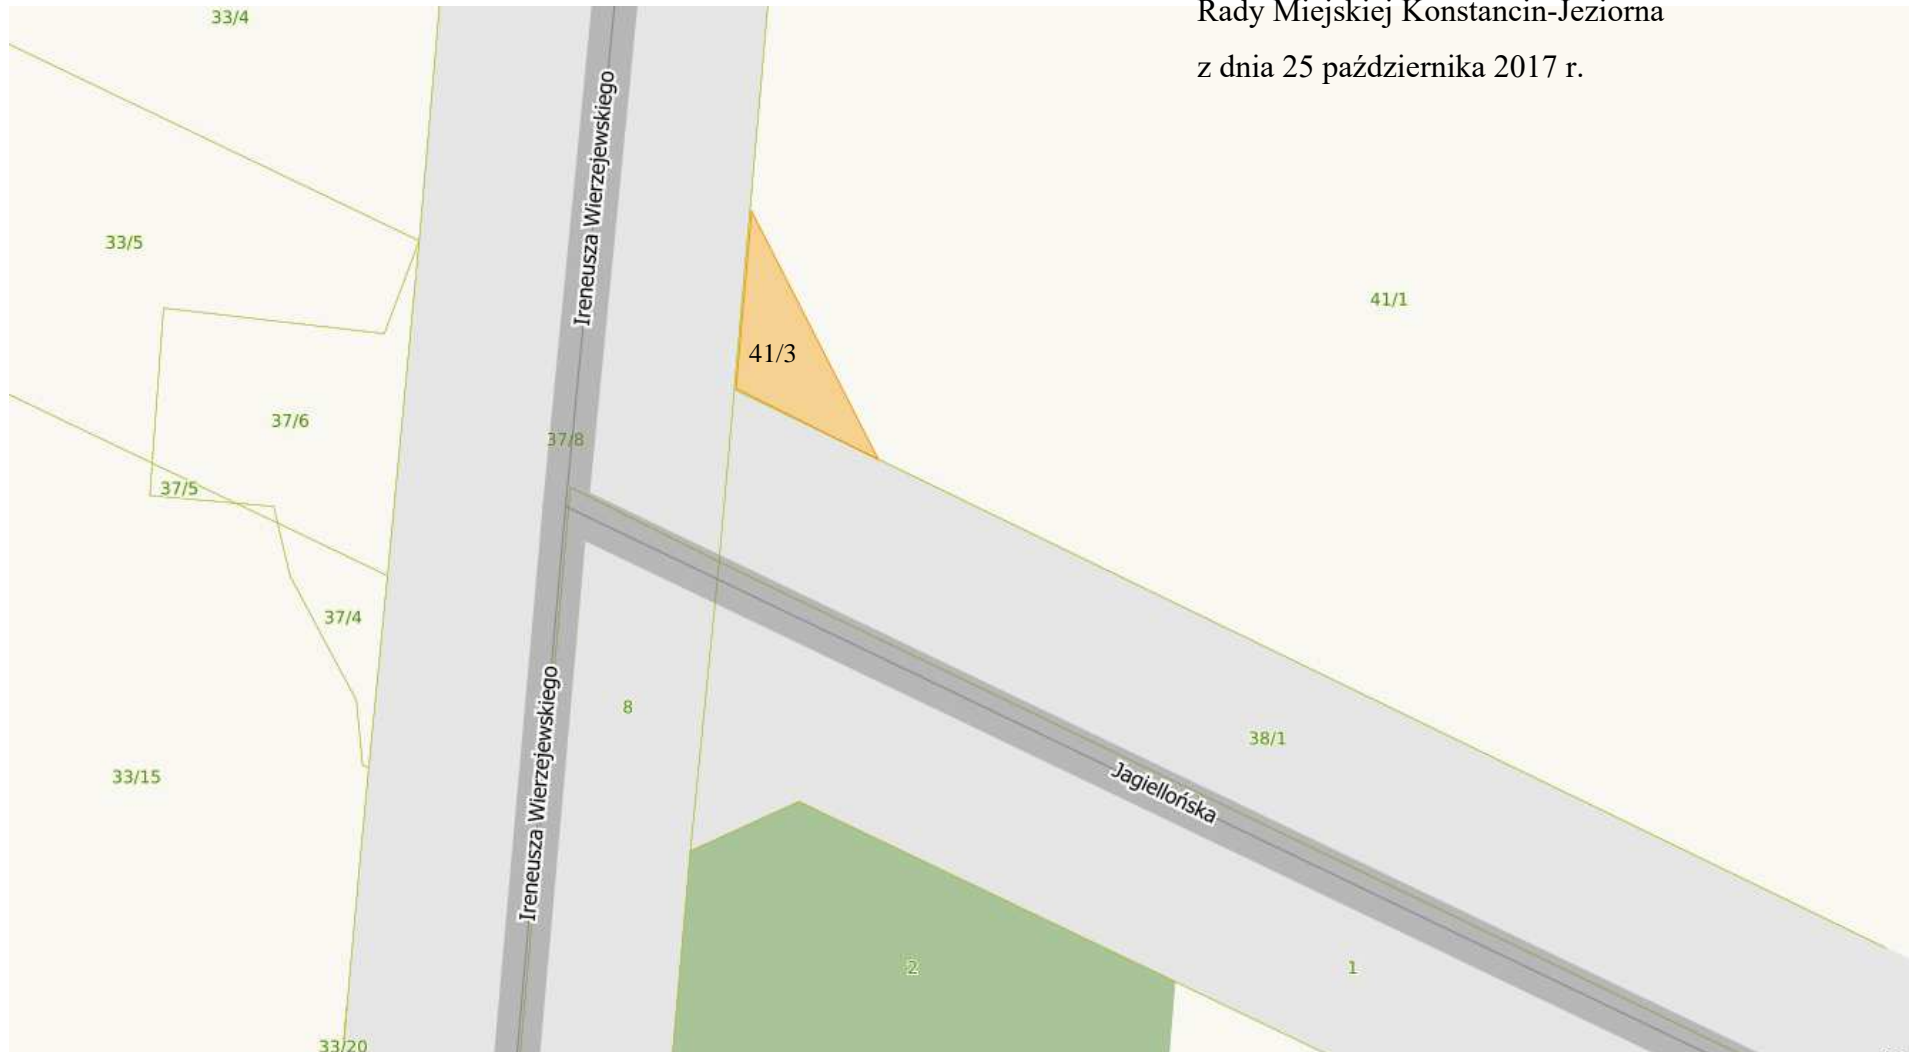 Rady Miejskiej Konstancin-Jeziorna
z dnia 25 października 2017 r.
33/4
Ireneusza Wierzejewskiego
33/5
41/1
41/3
37/6
37/8
37/5
37/4
8
38/1
33/15
Ireneusza Wierzejewskiego
Jagiellońska
2
1
33/20